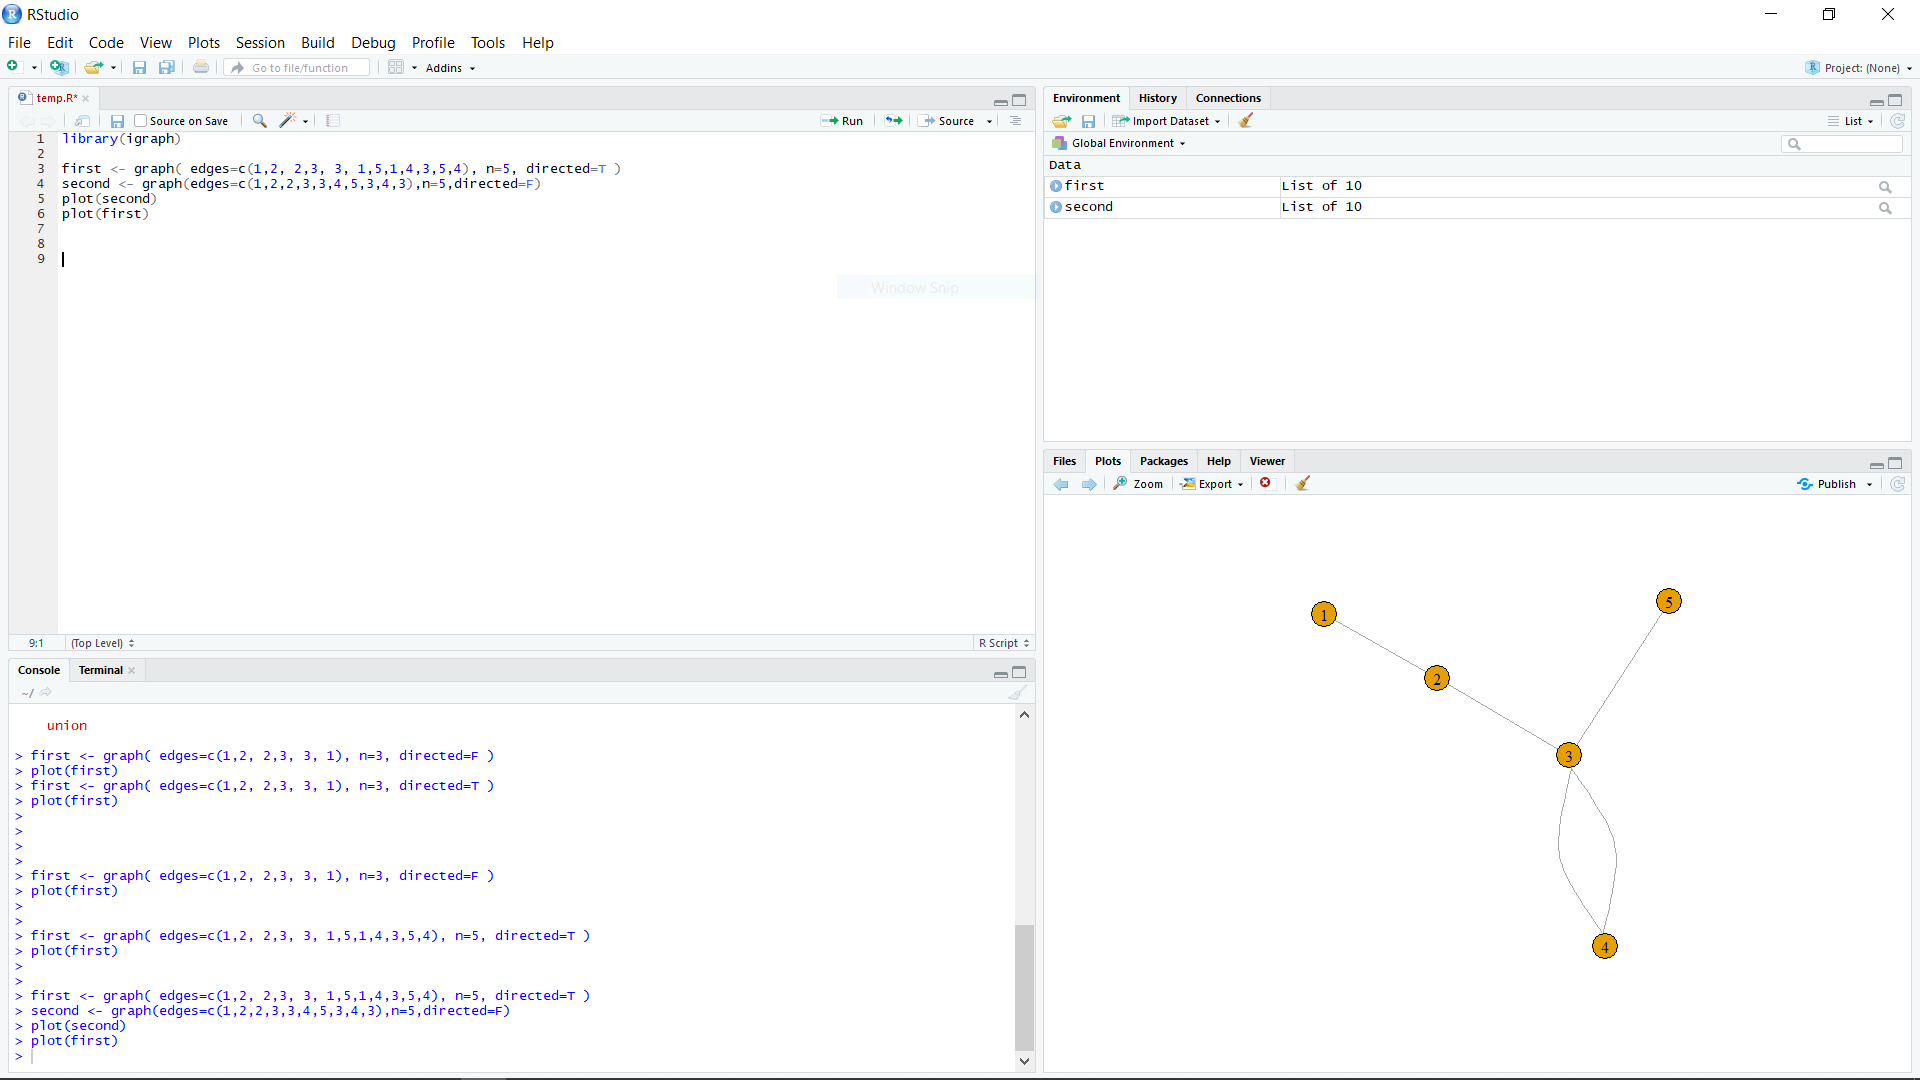 RStudio
File Edit Code View Plots Session Build Debug Profile Tools Help
Go to file/function Addins Project: (None)
temp.R*
Source on Save Run Source
1 library(igraph)
2
3 first <- graph( edges=c(1,2, 2,3, 3, 1,5,1,4,3,5,4), n=5, directed=T )
4 second <- graph(edges=c(1,2,2,3,3,4,5,3,4,3),n=5,directed=F)
5 plot(second)
6 plot(first)
7
8
9
Window Snip
9:1 (Top Level) R Script
Console Terminal
~/
union
> first <- graph( edges=c(1,2, 2,3, 3, 1), n=3, directed=F )
> plot(first)
> first <- graph( edges=c(1,2, 2,3, 3, 1), n=3, directed=T )
> plot(first)
>
>
>
>
> first <- graph( edges=c(1,2, 2,3, 3, 1), n=3, directed=F )
> plot(first)
>
>
> first <- graph( edges=c(1,2, 2,3, 3, 1,5,1,4,3,5,4), n=5, directed=T )
> plot(first)
>
>
> first <- graph( edges=c(1,2, 2,3, 3, 1,5,1,4,3,5,4), n=5, directed=T )
> second <- graph(edges=c(1,2,2,3,3,4,5,3,4,3),n=5,directed=F)
> plot(second)
> plot(first)
>
Environment History Connections
Import Dataset List
Global Environment
Data
first List of 10
second List of 10
Files Plots Packages Help Viewer
Zoom Export Publish
1
5
2
3
4